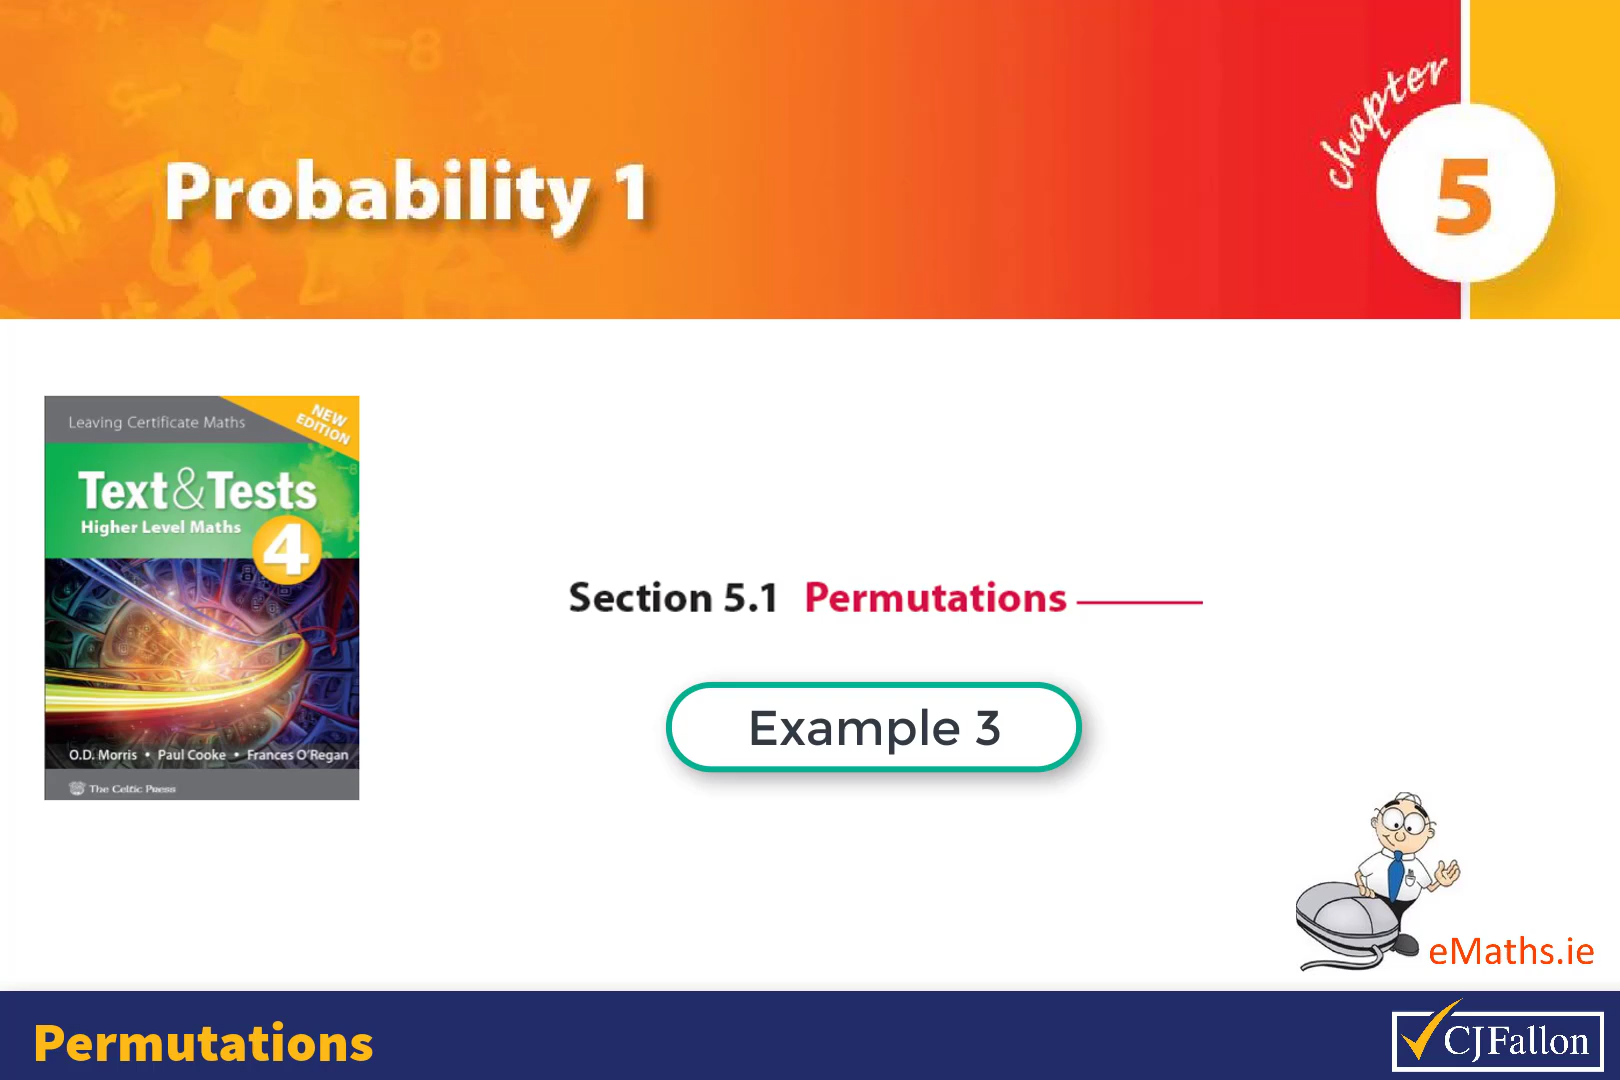 chapter
Probability 1
5
Leaving Certificate Maths
NEW
EDITION
Text&Tests
Higher Level Maths
4
O.D. Morris • Paul Cooke • Frances O'Regan
The Celtic Press
Section 5.1 Permutations
Example 3
eMaths.ie
Permutations
CJFallon